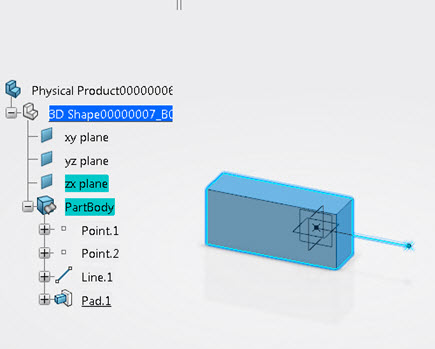 Physical Product00000006
3D Shape00000007_B0
xy plane
yz plane
zx plane
PartBody
Point.1
Point.2
Line.1
Pad.1